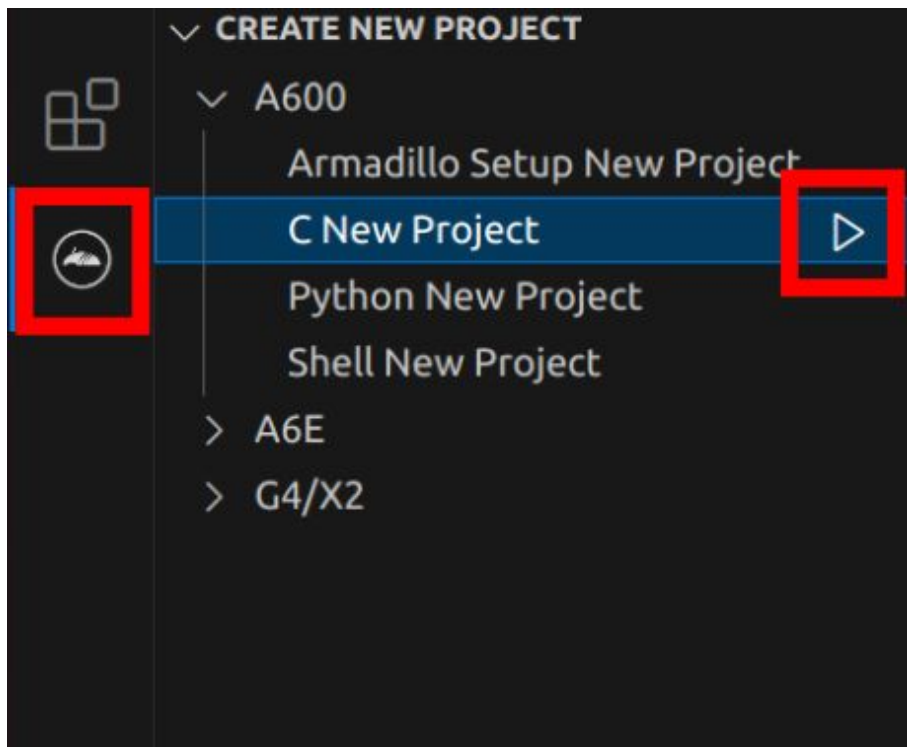 CREATE NEW PROJECT
A600
Armadillo Setup New Project
C New Project
Python New Project
Shell New Project
A6E
G4/X2